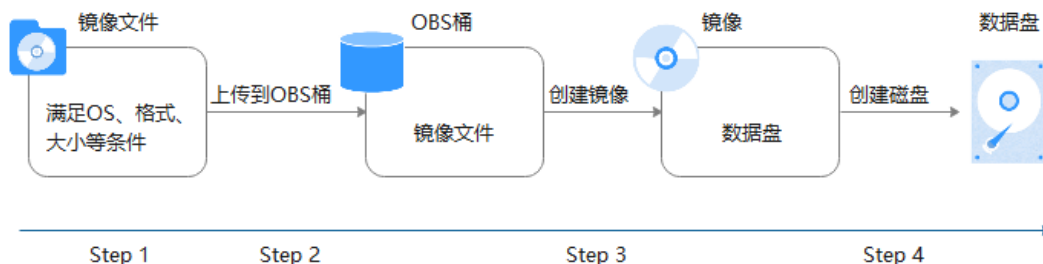 镜像文件
OBS桶
镜像
数据盘
满足OS、格式、
大小等条件
上传到OBS桶
镜像文件
创建镜像
数据盘
创建磁盘
Step 1
Step 2
Step 3
Step 4